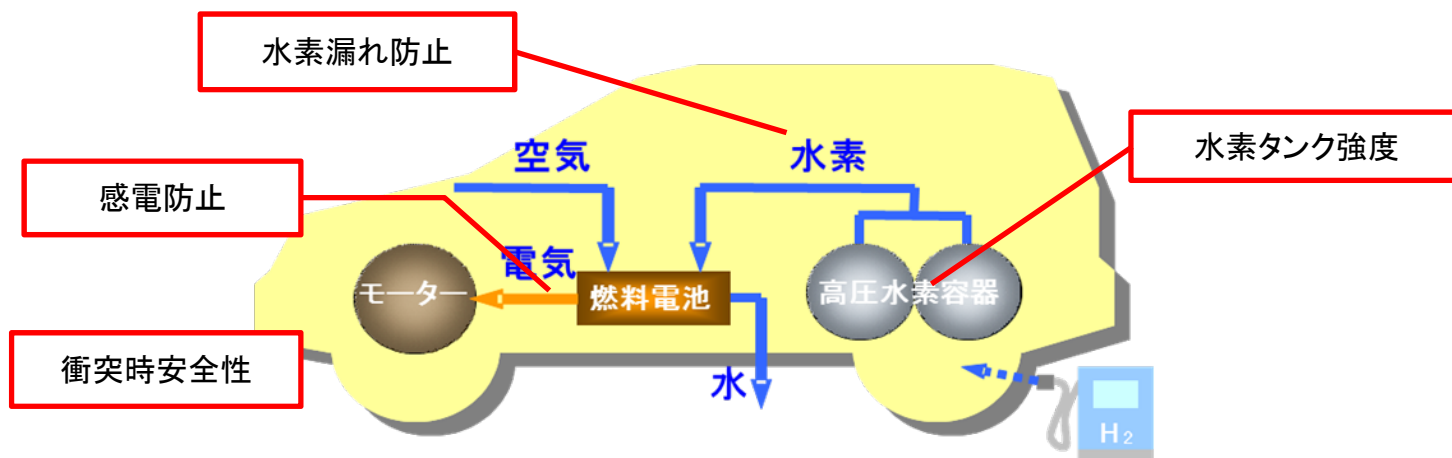 水素漏れ防止
空気
水素
水素タンク強度
感電防止
電気
モーター
燃料電池
高圧水素容器
衝突時安全性
水
H₂